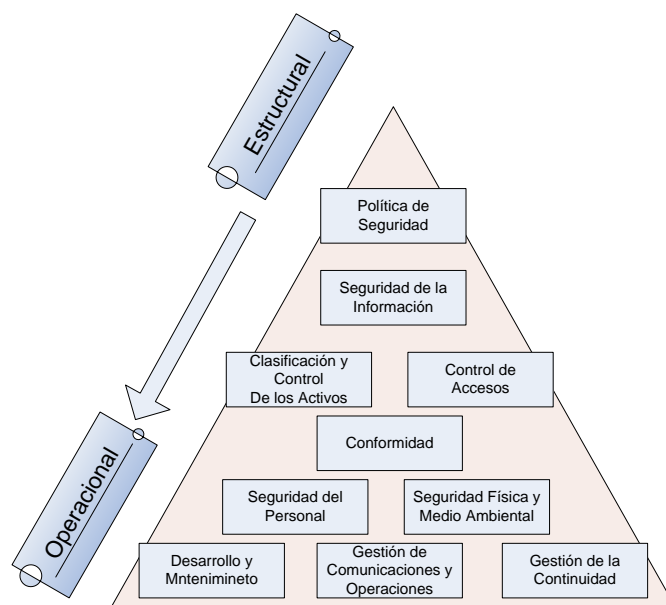 Estructural
Política de
Seguridad
Seguridad de la
Información
Clasificación y
Control
De los Activos
Control de
Accesos
Conformidad
Operacional
Seguridad del
Personal
Seguridad Física y
Medio Ambiental
Desarrollo y
Mntenimineto
Gestión de
Comunicaciones y
Operaciones
Gestión de la
Continuidad